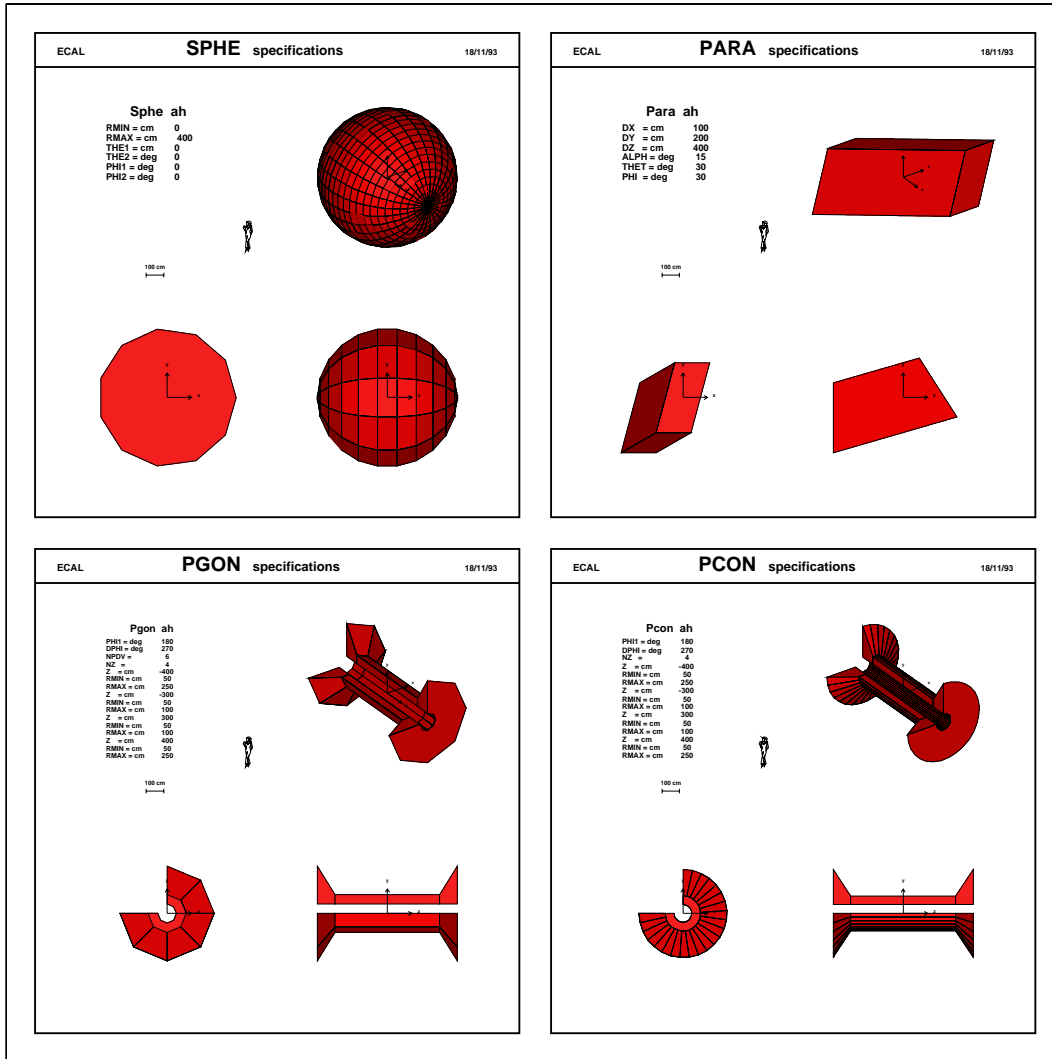 ECAL SPHE specifications 18/11/93
Sphe ah
RMIN = cm 0
RMAX = cm 400
THE1 = cm 0
THE2 = deg 0
PHI1 = deg 0
PHI2 = deg 0
100 cm
y
x
y
z
ECAL PARA specifications 18/11/93
Para ah
DX = cm 100
DY = cm 200
DZ = cm 400
ALPH = deg 15
THET = deg 30
PHI = deg 30
100 cm
y
x
y
z
ECAL PGON specifications 18/11/93
Pgon ah
PHI1 = deg 180
DPHI = deg 270
NPDV = 6
NZ = 4
Z = cm -400
RMIN = cm 50
RMAX = cm 250
Z = cm -300
RMIN = cm 50
RMAX = cm 100
Z = cm 300
RMIN = cm 50
RMAX = cm 100
Z = cm 400
RMIN = cm 50
RMAX = cm 250
100 cm
y
y
z
ECAL PCON specifications 18/11/93
Pcon ah
PHI1 = deg 180
DPHI = deg 270
NZ = 4
Z = cm -400
RMIN = cm 50
RMAX = cm 250
Z = cm -300
RMIN = cm 50
RMAX = cm 100
Z = cm 300
RMIN = cm 50
RMAX = cm 100
Z = cm 400
RMIN = cm 50
RMAX = cm 250
100 cm
y
y
z